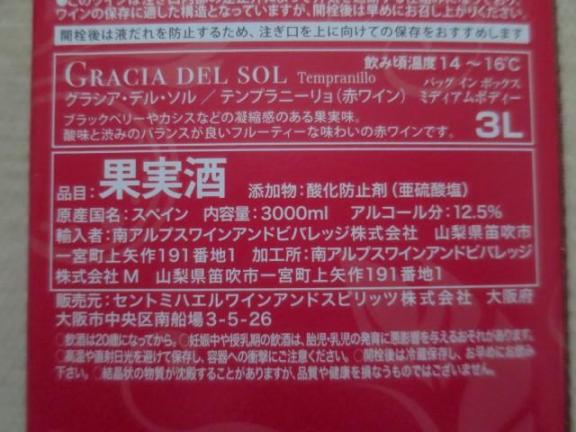 ワインの保存に適した構造となっていますが、開栓後は早めにお召し上がりください。
開栓後は液だれを防止するため、注ぎ口を上に向けての保存をおすすめします
GRACIA DEL SOL Tempranillo 飲み頃温度14～16℃
グラシア・デル・ソル／テンプラニーリョ(赤ワイン) バッグ イン ボックス ミディアムボディー
ブラックベリーやカシスなどの凝縮感のある果実味。
酸味と渋みのバランスが良いフルーティーな味わいの赤ワインです。 3L
品目:果実酒 添加物:酸化防止剤(亜硫酸塩)
原産国名:スペイン 内容量:3000ml アルコール分:12.5%
輸入者:南アルプスワインアンドビバレッジ株式会社 山梨県笛吹市
一宮町上矢作191番地1 加工所:南アルプスワインアンドビバレッジ
株式会社 M 山梨県笛吹市一宮町上矢作191番地1
販売元:セントミハエルワインアンドスピリッツ株式会社 大阪府
大阪市中央区南船場3-5-26
○飲酒は20歳になってから。○妊娠中や授乳期の飲酒は、胎児・乳児の発育に悪影響を与えるおそれがあります。
○高温や直射日光を避けて保存し、容器への衝撃にご注意ください。○開栓後は冷蔵保存し、お早めにお飲み
下さい。○結晶状の物質が沈殿することがありますが、品質や健康を損なうものではございません。